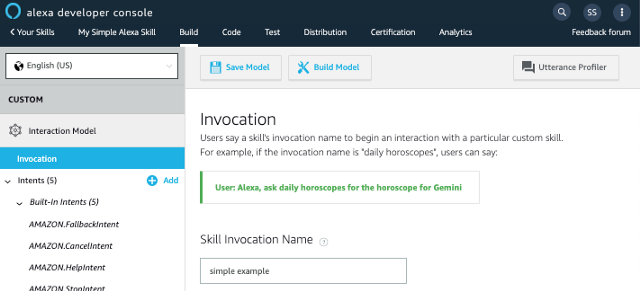 alexa developer console
SS
Your Skills My Simple Alexa Skill Build Code Test Distribution Certification Analytics Feedback forum
English (US)
Save Model Build Model Utterance Profiler
CUSTOM
Interaction Model
Invocation
Intents (5) Add
Built-In Intents (5)
AMAZON.FallbackIntent
AMAZON.CancelIntent
AMAZON.HelpIntent
AMAZON.StopIntent
Invocation
Users say a skill's invocation name to begin an interaction with a particular custom skill.
For example, if the invocation name is "daily horoscopes", users can say:
User: Alexa, ask daily horoscopes for the horoscope for Gemini
Skill Invocation Name ?
simple example